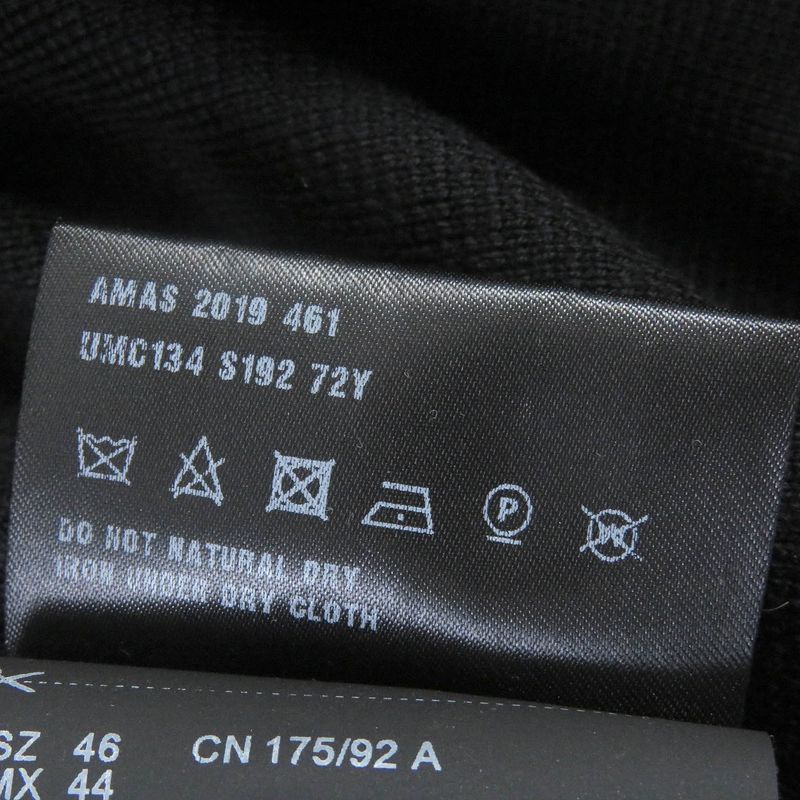 AMAS 2019 461
UMC134 S192 72Y
P
W
DO NOT NATURAL DRY
IRON UNDER DRY CLOTH
SZ 46 CN 175/92 A
MX 44